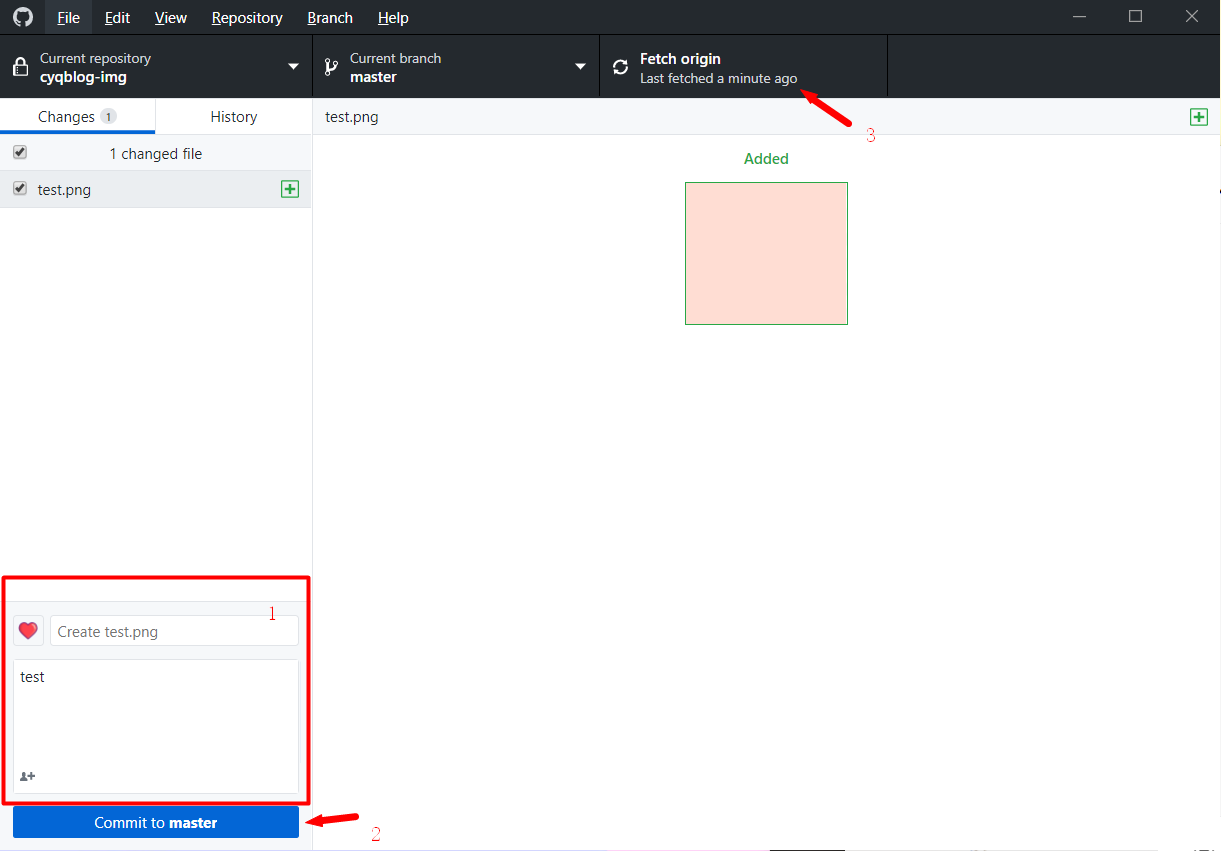 File Edit View Repository Branch Help
Current repository
cyqblog-img
Current branch
master
Fetch origin
Last fetched a minute ago
3
Changes 1
History
test.png
1 changed file
test.png
Added
1
Create test.png
test
Commit to master
2